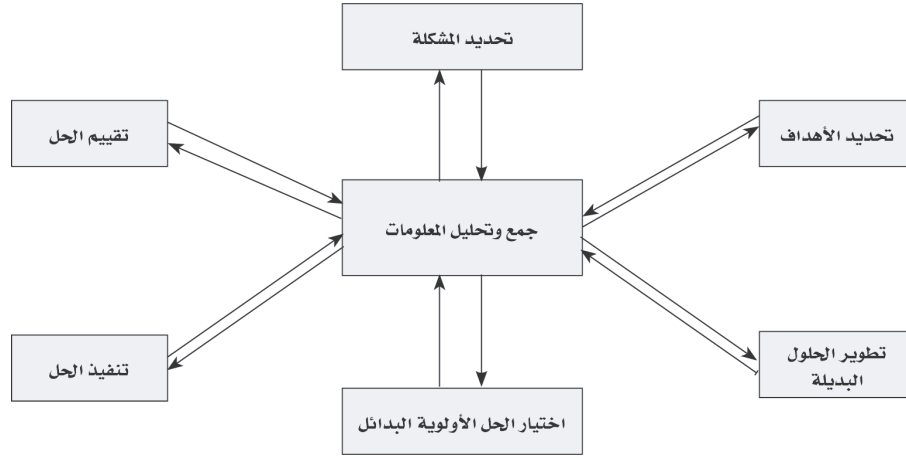 تحديد المشكلة
تقييم الحل
تحديد الأهداف
جمع وتحليل المعلومات
تنفيذ الحل
تطوير الحلول
البديلة
اختيار الحل الأولوية البدائل